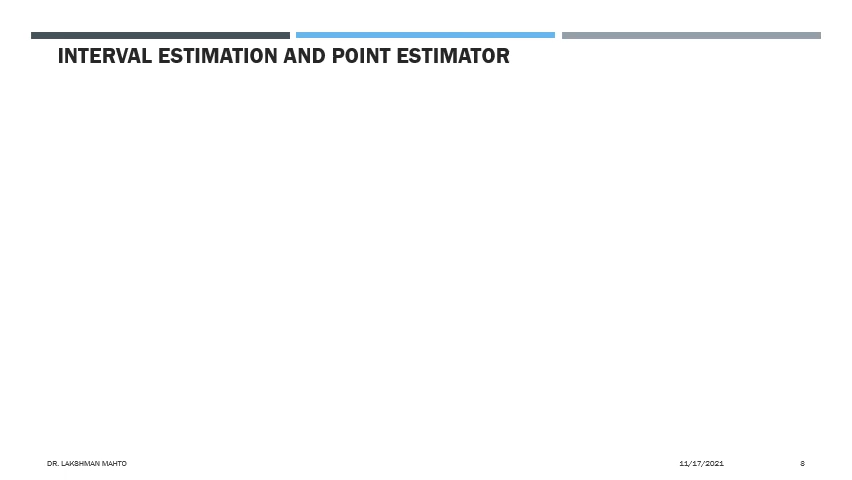 INTERVAL ESTIMATION AND POINT ESTIMATOR
DR. LAKSHMAN MAHTO 11/17/2021 8